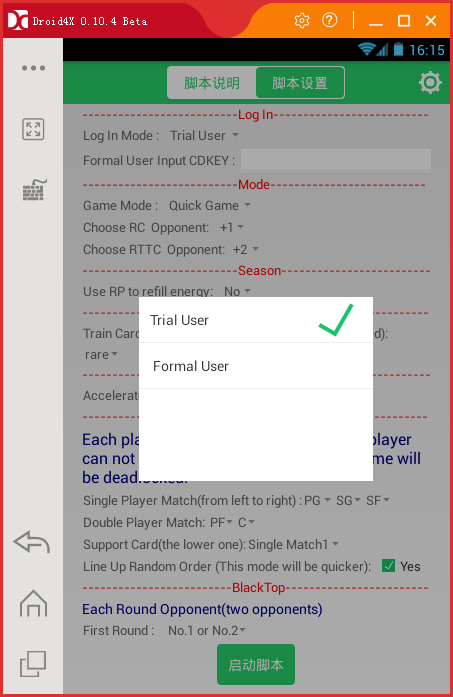 Droid4X 0.10.4 Beta
16:15
脚本说明 脚本设置
Log In
Log In Mode : Trial User
Formal User Input CDKEY :
Mode
Game Mode : Quick Game
Choose RC Opponent: +1
Choose RTTC Opponent: +2
Season
Use RP to refill energy: No
Trial User
Train Card
d):
rare
Formal User
Accelerate
Each pla
player
can not
me will
be deadlocked.
Single Player Match(from left to right) : PG SG SF
Double Player Match: PF C
Support Card(the lower one): Single Match1
Line Up Random Order (This mode will be quicker): Yes
BlackTop
Each Round Opponent(two opponents)
First Round : No.1 or No.2
启动脚本